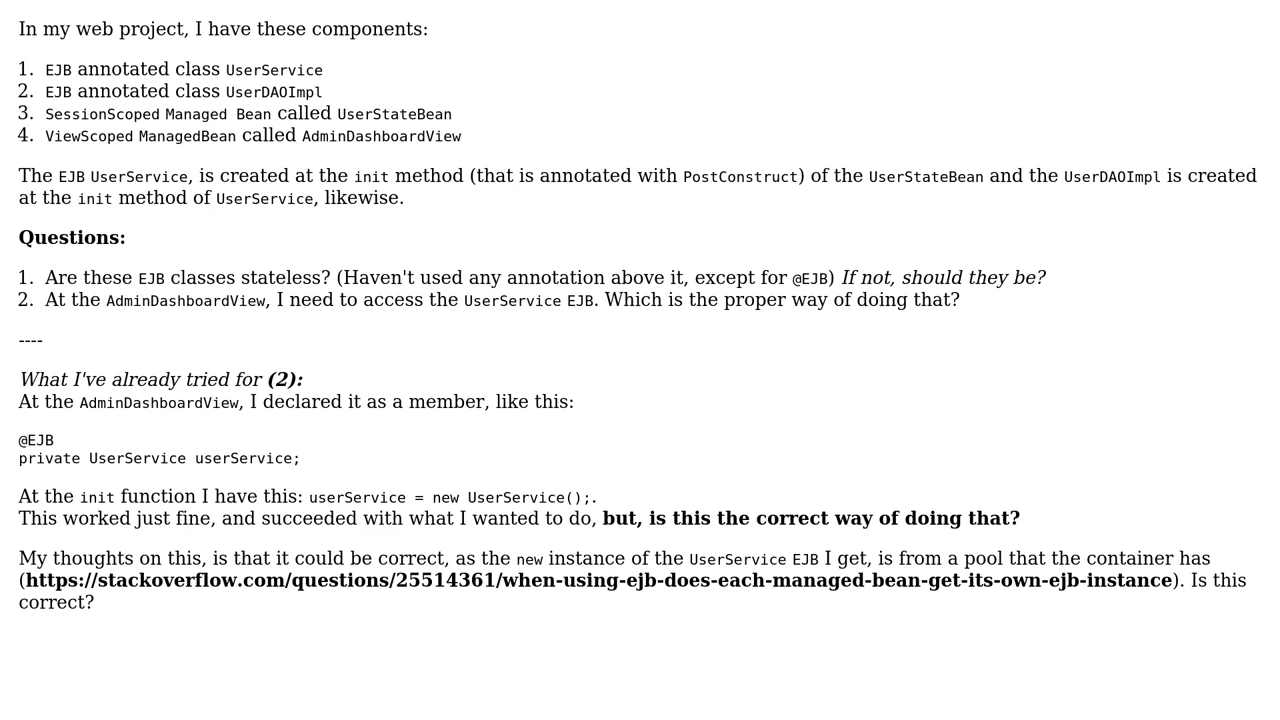 In my web project, I have these components:
1. EJB annotated class UserService
2. EJB annotated class UserDAOImpl
3. SessionScoped Managed Bean called UserStateBean
4. ViewScoped ManagedBean called AdminDashboardView
The EJB UserService, is created at the init method (that is annotated with PostConstruct) of the UserStateBean and the UserDAOImpl is created
at the init method of UserService, likewise.
Questions:
1. Are these EJB classes stateless? (Haven't used any annotation above it, except for @EJB) If not, should they be?
2. At the AdminDashboardView, I need to access the UserService EJB. Which is the proper way of doing that?
----
What I've already tried for (2):
At the AdminDashboardView, I declared it as a member, like this:
@EJB
private UserService userService;
At the init function I have this: userService = new UserService();.
This worked just fine, and succeeded with what I wanted to do, but, is this the correct way of doing that?
My thoughts on this, is that it could be correct, as the new instance of the UserService EJB I get, is from a pool that the container has
(https://stackoverflow.com/questions/25514361/when-using-ejb-does-each-managed-bean-get-its-own-ejb-instance). Is this
correct?